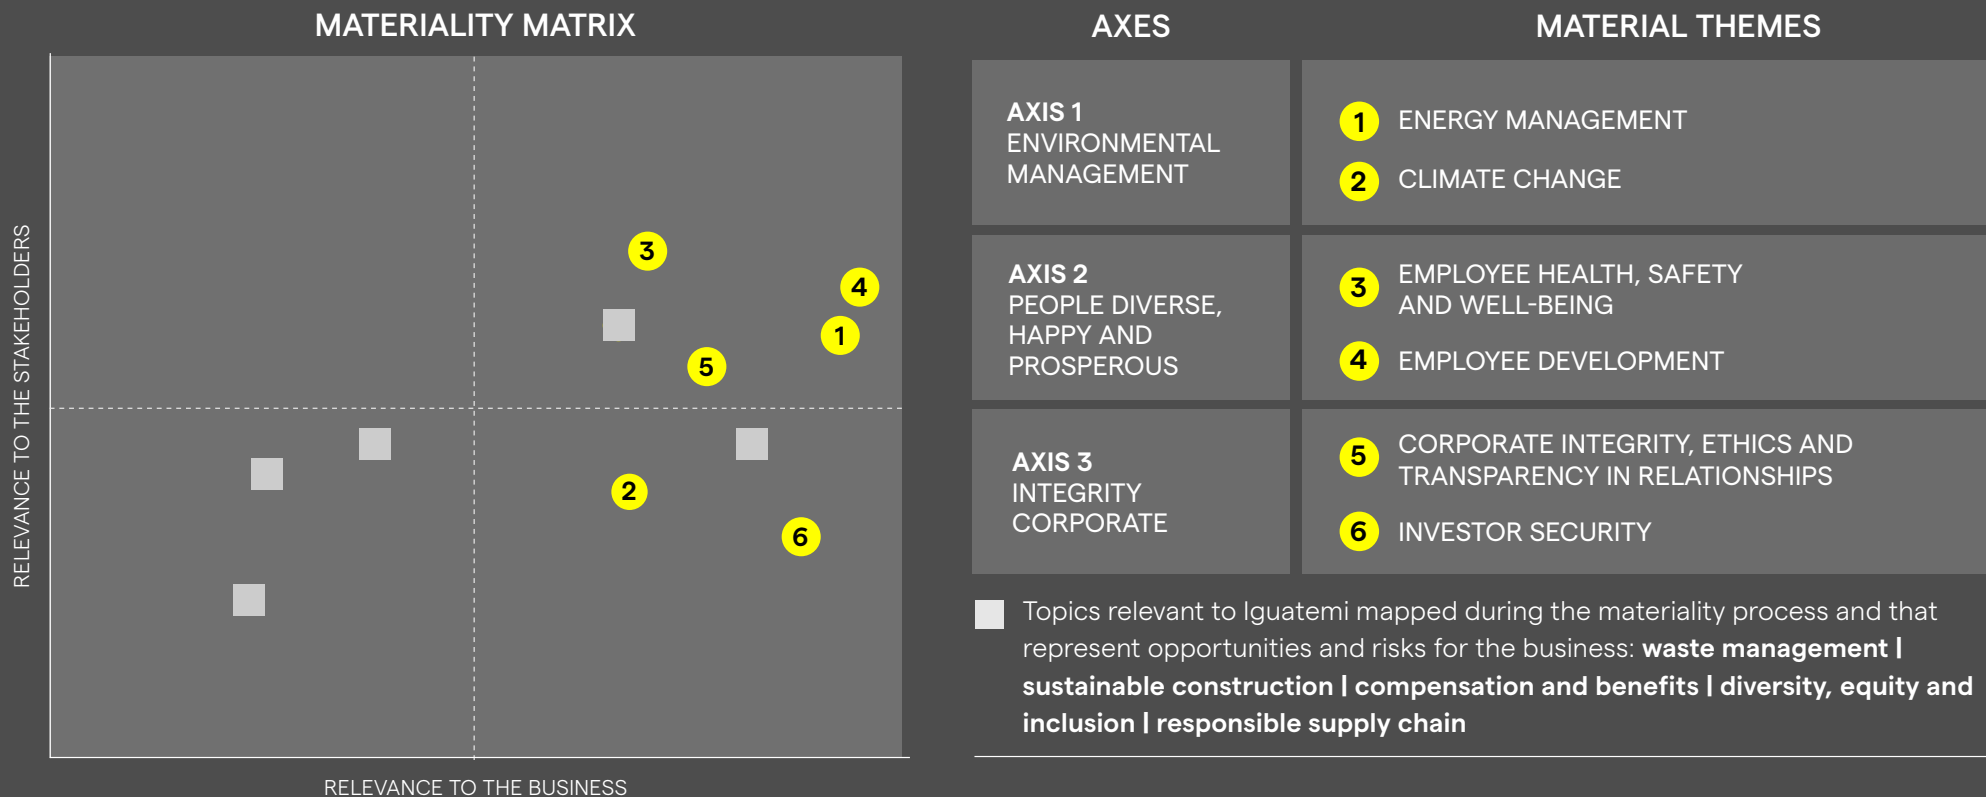 MATERIALITY MATRIX
RELEVANCE TO THE STAKEHOLDERS
3
4
1
5
2
6
RELEVANCE TO THE BUSINESS
AXES
MATERIAL THEMES
AXIS 1
ENVIRONMENTAL
MANAGEMENT
1 ENERGY MANAGEMENT
2 CLIMATE CHANGE
AXIS 2
PEOPLE DIVERSE,
HAPPY AND
PROSPEROUS
3 EMPLOYEE HEALTH, SAFETY
AND WELL-BEING
4 EMPLOYEE DEVELOPMENT
AXIS 3
INTEGRITY
CORPORATE
5 CORPORATE INTEGRITY, ETHICS AND
TRANSPARENCY IN RELATIONSHIPS
6 INVESTOR SECURITY
Topics relevant to Iguatemi mapped during the materiality process and that
represent opportunities and risks for the business: waste management |
sustainable construction | compensation and benefits | diversity, equity and
inclusion | responsible supply chain